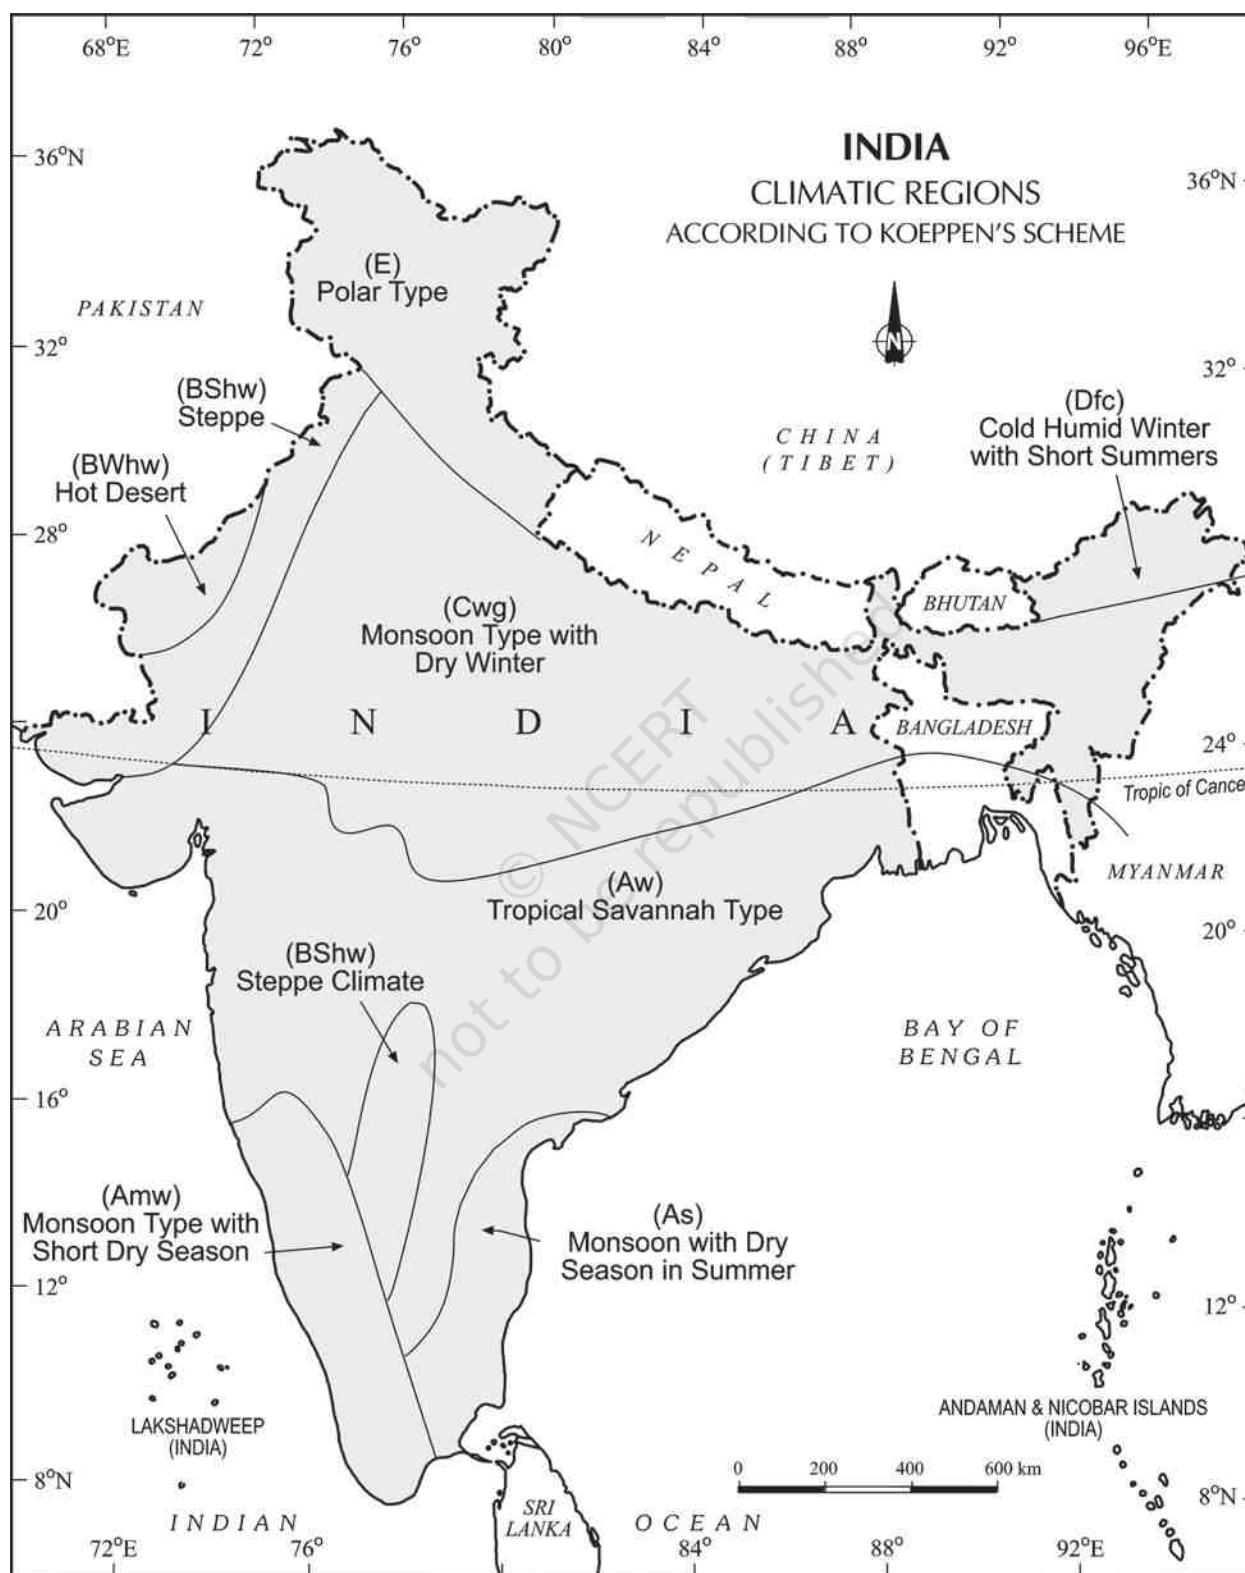 68°E 72° 76° 80° 84° 88° 92° 96°E
INDIA
CLIMATIC REGIONS
ACCORDING TO KOEPPEN'S SCHEME
36°N
36°N
(E)
Polar Type
PAKISTAN
N
32°
32°
(BShw)
Steppe
(Dfc)
Cold Humid Winter
with Short Summers
CHINA
(TIBET)
(BWhw)
Hot Desert
28°
28°
NEPAL
BHUTAN
(Cwg)
Monsoon Type with
Dry Winter
INDIA
BANGLADESH
24°
Tropic of Cance
MYANMAR
(Aw)
Tropical Savannah Type
20°
20°
(BShw)
Steppe Climate
© NCERT
not to be republished
ARABIAN
SEA
BAY OF
BENGAL
16°
(Amw)
Monsoon Type with
Short Dry Season
(As)
Monsoon with Dry
Season in Summer
12°
12°
LAKSHADWEEP
(INDIA)
ANDAMAN & NICOBAR ISLANDS
(INDIA)
0 200 400 600 km
8°N
8°N
SRI
LANKA
INDIAN OCEAN
72°E 76° 84° 88° 92°E